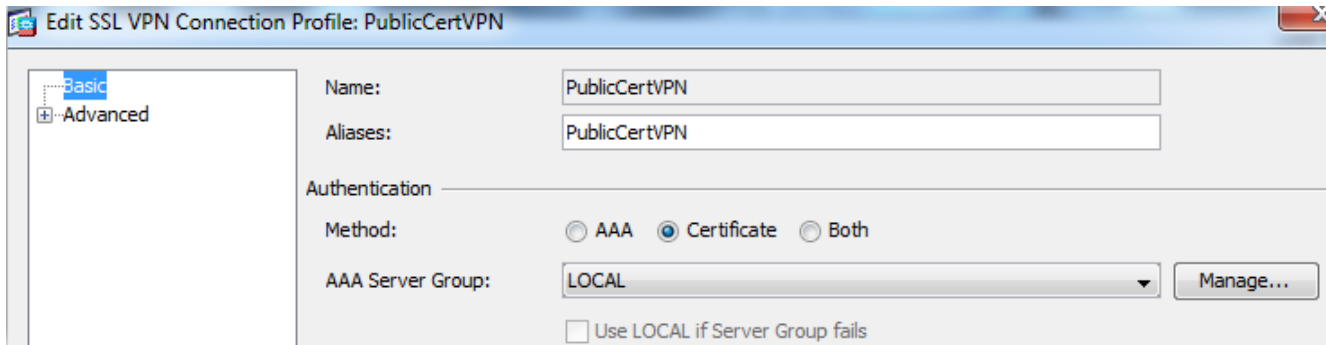 Edit SSL VPN Connection Profile: PublicCertVPN
Basic
Advanced
Name: PublicCertVPN
Aliases: PublicCertVPN
Authentication
Method: AAA Certificate Both
AAA Server Group: LOCAL Manage...
Use LOCAL if Server Group fails